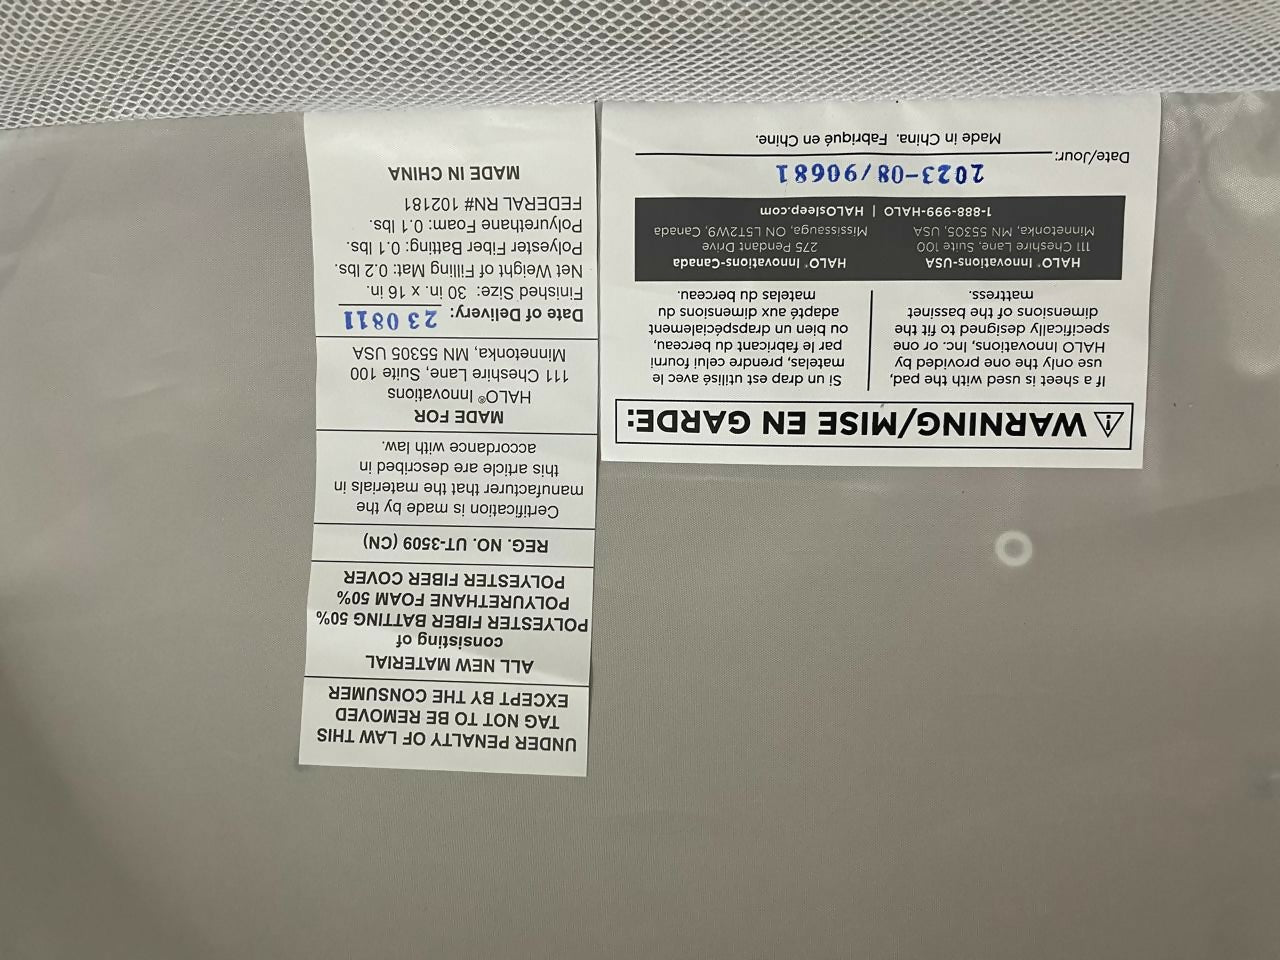 ⚠ WARNING/MISE EN GARDE:
If a sheet is used with the pad,
use only the one provided by
HALO Innovations, Inc. or one
specifically designed to fit the
dimensions of the bassinet
mattress.
Si un drap est utilisé avec le
matelas, prendre celui fourni
par le fabricant du berceau,
ou bien un drapspécialement
adapté aux dimensions du
matelas du berceau.
HALO® Innovations-USA
111 Cheshire Lane, Suite 100
Minnetonka, MN 55305, USA
HALO® Innovations-Canada
275 Pendant Drive
Mississauga, ON L5T2W9, Canada
1-888-999-HALO | HALOsleep.com
Date/Jour: 2023-08/90681
Made in China. Fabriqué en Chine.
UNDER PENALTY OF LAW THIS
TAG NOT TO BE REMOVED
EXCEPT BY THE CONSUMER
ALL NEW MATERIAL
consisting of
POLYESTER FIBER BATTING 50%
POLYURETHANE FOAM 50%
POLYESTER FIBER COVER
REG. NO. UT-3509 (CN)
Certification is made by the
manufacturer that the materials in
this article are described in
accordance with law.
MADE FOR
HALO® Innovations
111 Cheshire Lane, Suite 100
Minnetonka, MN 55305 USA
Date of Delivery: 23 0811
Finished Size: 30 in. x 16 in.
Net Weight of Filling Mat: 0.2 lbs.
Polyester Fiber Batting: 0.1 lbs.
Polyurethane Foam: 0.1 lbs.
FEDERAL RN# 102181
MADE IN CHINA